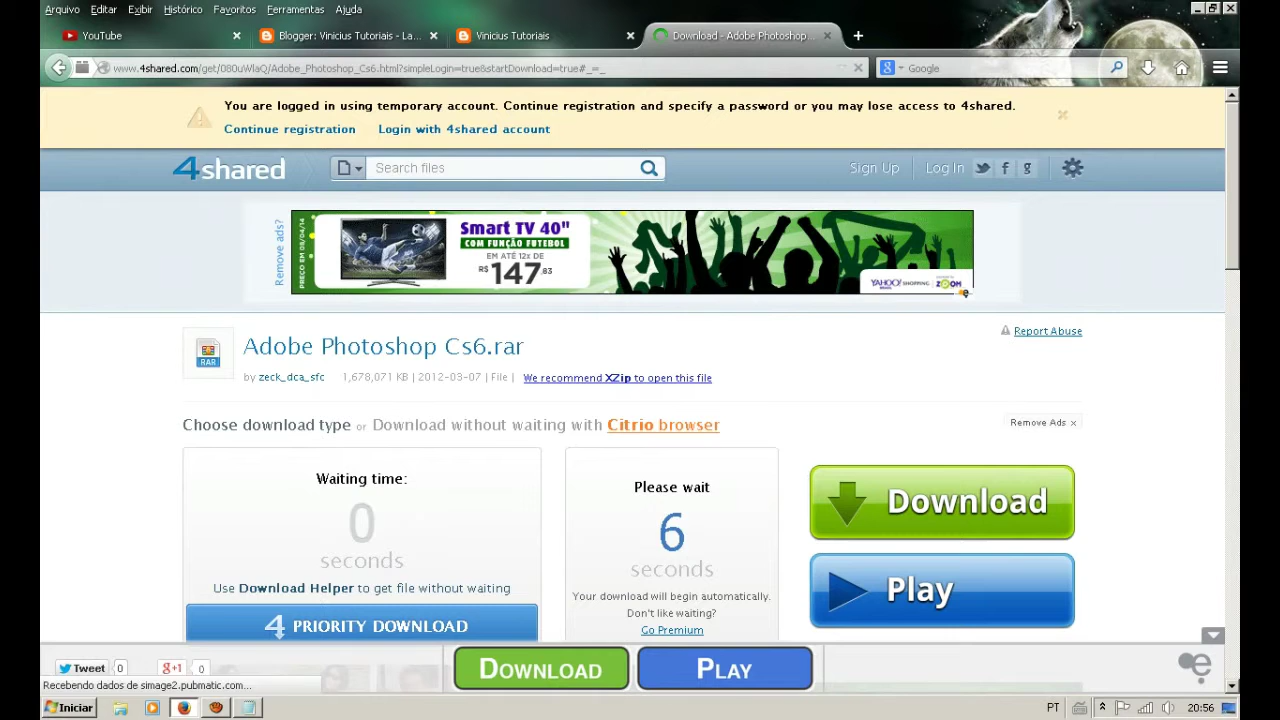 Arquivo Editar Exibir Histórico Favoritos Ferramentas Ajuda
YouTube × Blogger: Vinicius Tutoriais - La... × Vinicius Tutoriais × Download - Adobe Photoshop... × +
www.4shared.com/get/080uWlaQ/Adobe_Photoshop_Cs6.html?simpleLogin=true&startDownload=true#_=_ Google
You are logged in using temporary account. Continue registration and specify a password or you may lose access to 4shared.
Continue registration Login with 4shared account
4shared Search files Sign Up Log In
Remove ads?
PREÇO EM 08/04/14
Smart TV 40"
COM FUNÇÃO FUTEBOL
EM ATÉ 12X DE
R$ 147,83
YAHOO! SHOPPING ZOOM
Adobe Photoshop Cs6.rar
Report Abuse
RAR
by zeck_dca_sfc 1,678,071 KB | 2012-03-07 | File | We recommend XZip to open this file
Choose download type or Download without waiting with Citrio browser
Remove Ads x
Waiting time:
0
seconds
Use Download Helper to get file without waiting
4 PRIORITY DOWNLOAD
Please wait
6
seconds
Your download will begin automatically.
Don't like waiting?
Go Premium
Download
Play
Tweet 0 g+1 0
DOWNLOAD PLAY
Recebendo dados de simage2.pubmatic.com...
Iniciar PT 20:56